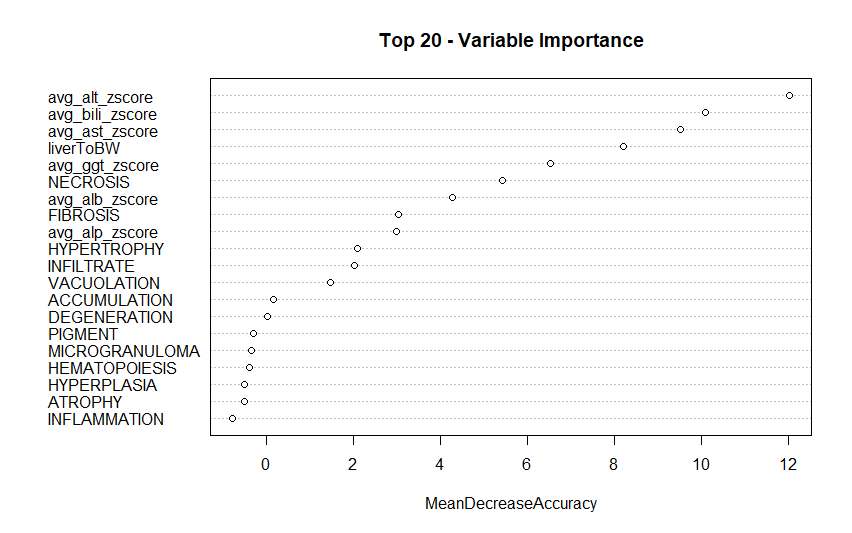 Top 20 - Variable Importance
avg_alt_zscore
avg_bili_zscore
avg_ast_zscore
liverToBW
avg_ggt_zscore
NECROSIS
avg_alb_zscore
FIBROSIS
avg_alp_zscore
HYPERTROPHY
INFILTRATE
VACUOLATION
ACCUMULATION
DEGENERATION
PIGMENT
MICROGRANULOMA
HEMATOPOIESIS
HYPERPLASIA
ATROPHY
INFLAMMATION
0 2 4 6 8 10 12
MeanDecreaseAccuracy